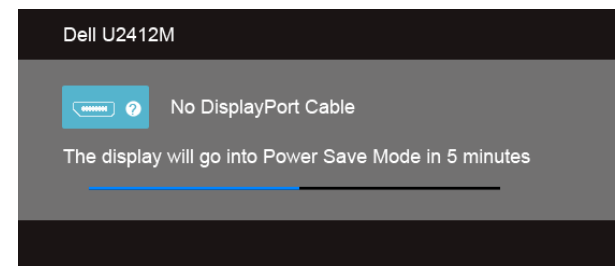 Dell U2412M
No DisplayPort Cable
The display will go into Power Save Mode in 5 minutes